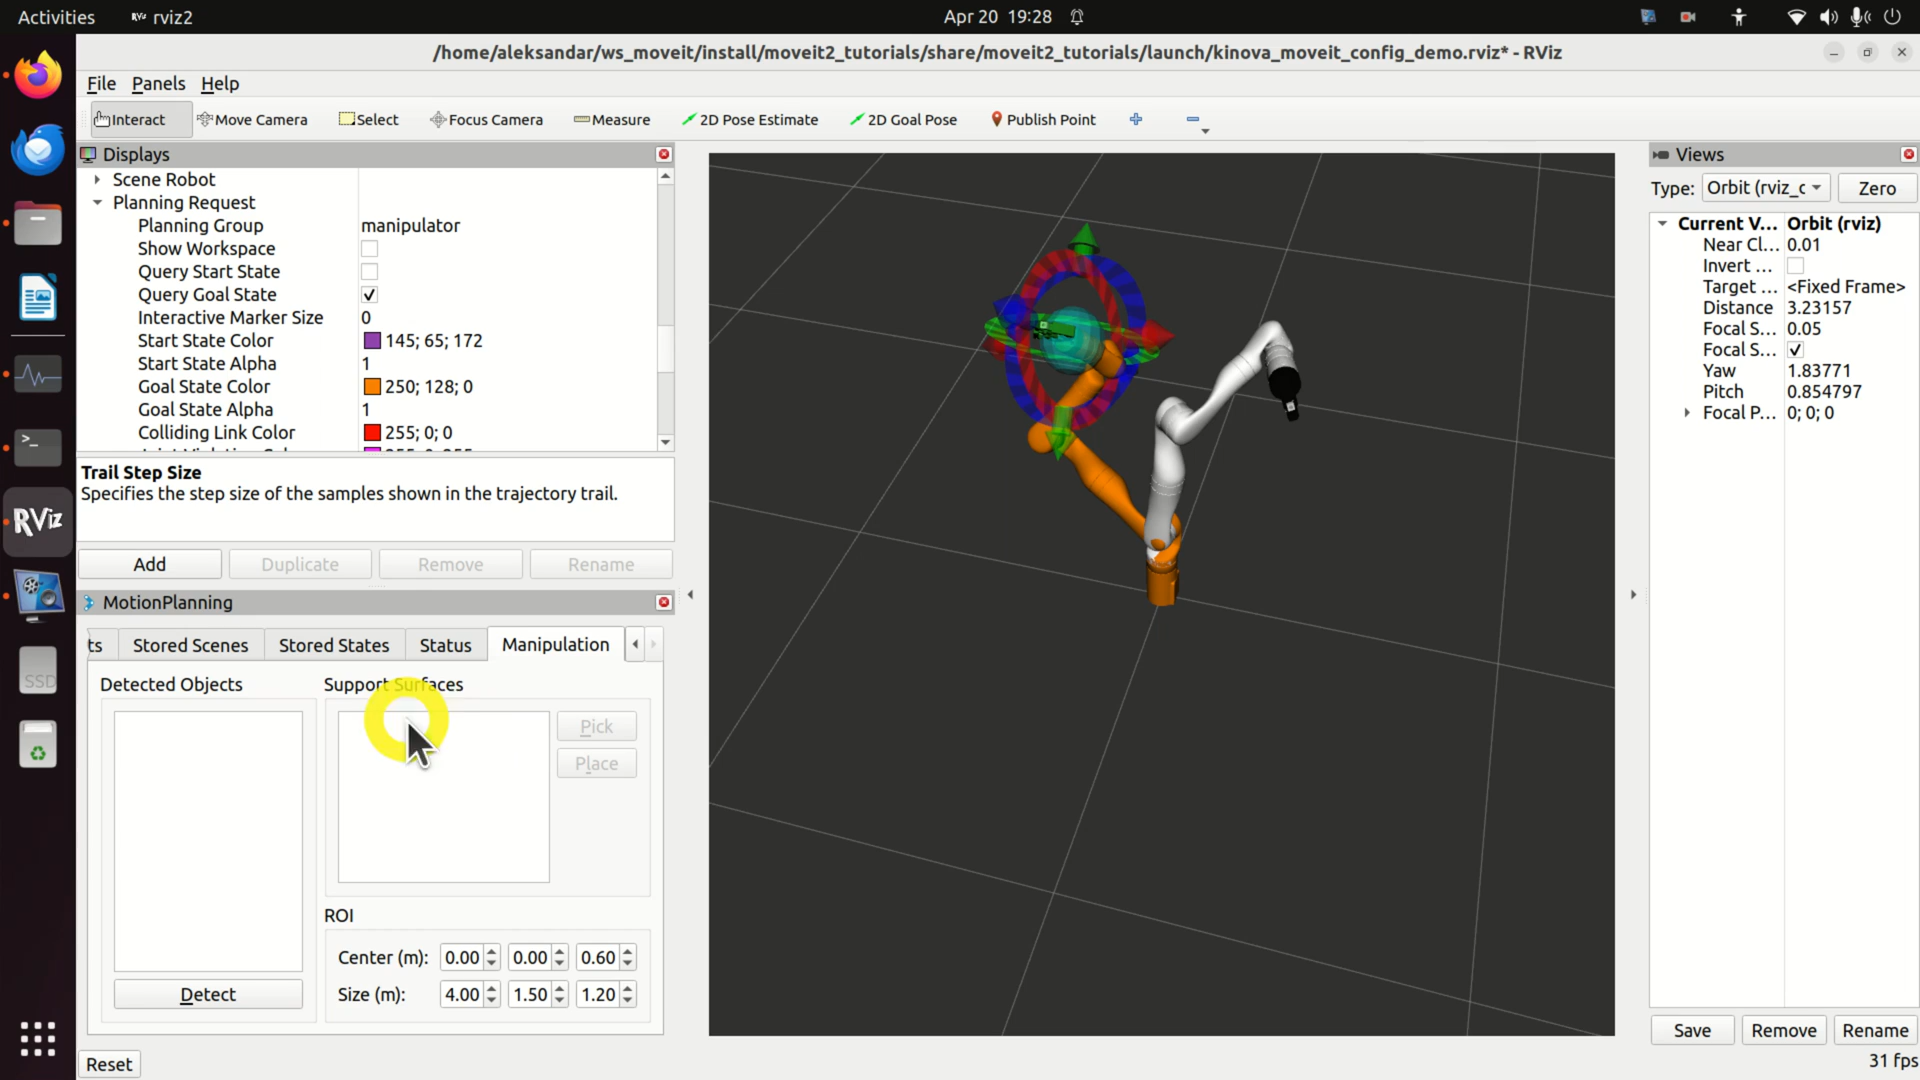 Activities
RViz rviz2
Apr 20 19:28
/home/aleksandar/ws_moveit/install/moveit2_tutorials/share/moveit2_tutorials/launch/kinova_moveit_config_demo.rviz* - RViz
File Panels Help
Interact Move Camera Select Focus Camera Measure 2D Pose Estimate 2D Goal Pose Publish Point
Displays
Scene Robot
Planning Request
Planning Group manipulator
Show Workspace
Query Start State
Query Goal State
Interactive Marker Size 0
Start State Color 145; 65; 172
Start State Alpha 1
Goal State Color 250; 128; 0
Goal State Alpha 1
Colliding Link Color 255; 0; 0
Trail Step Size
Specifies the step size of the samples shown in the trajectory trail.
Add Duplicate Remove Rename
MotionPlanning
ts Stored Scenes Stored States Status Manipulation
Detected Objects Support Surfaces
Pick
Place
ROI
Center (m): 0.00 0.00 0.60
Size (m): 4.00 1.50 1.20
Detect
Reset
Views
Type: Orbit (rviz_c Zero
Current V... Orbit (rviz)
Near Cl... 0.01
Invert ...
Target ... <Fixed Frame>
Distance 3.23157
Focal S... 0.05
Focal S...
Yaw 1.83771
Pitch 0.854797
Focal P... 0; 0; 0
Save Remove Rename
31 fps
RViz
SSD